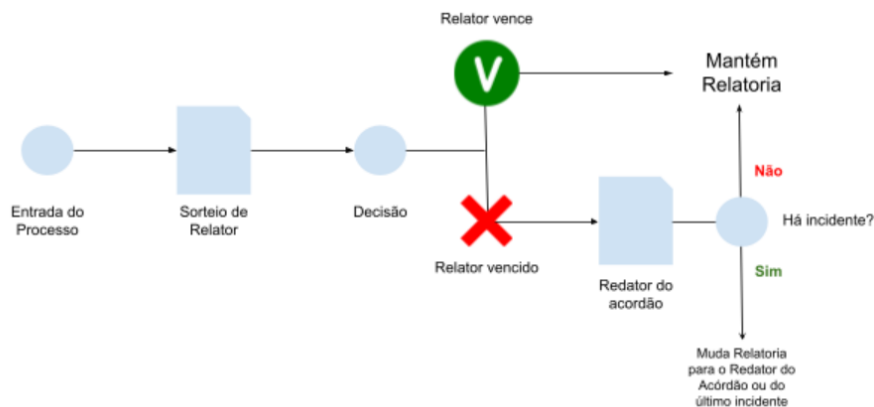 Relator vence
V
Mantém
Relatoria
Não
Entrada do
Processo
Sorteio de
Relator
Decisão
Há incidente?
Relator vencido
Sim
Redator do
acordão
Muda Relatoria
para o Redator do
Acórdão ou do
último incidente